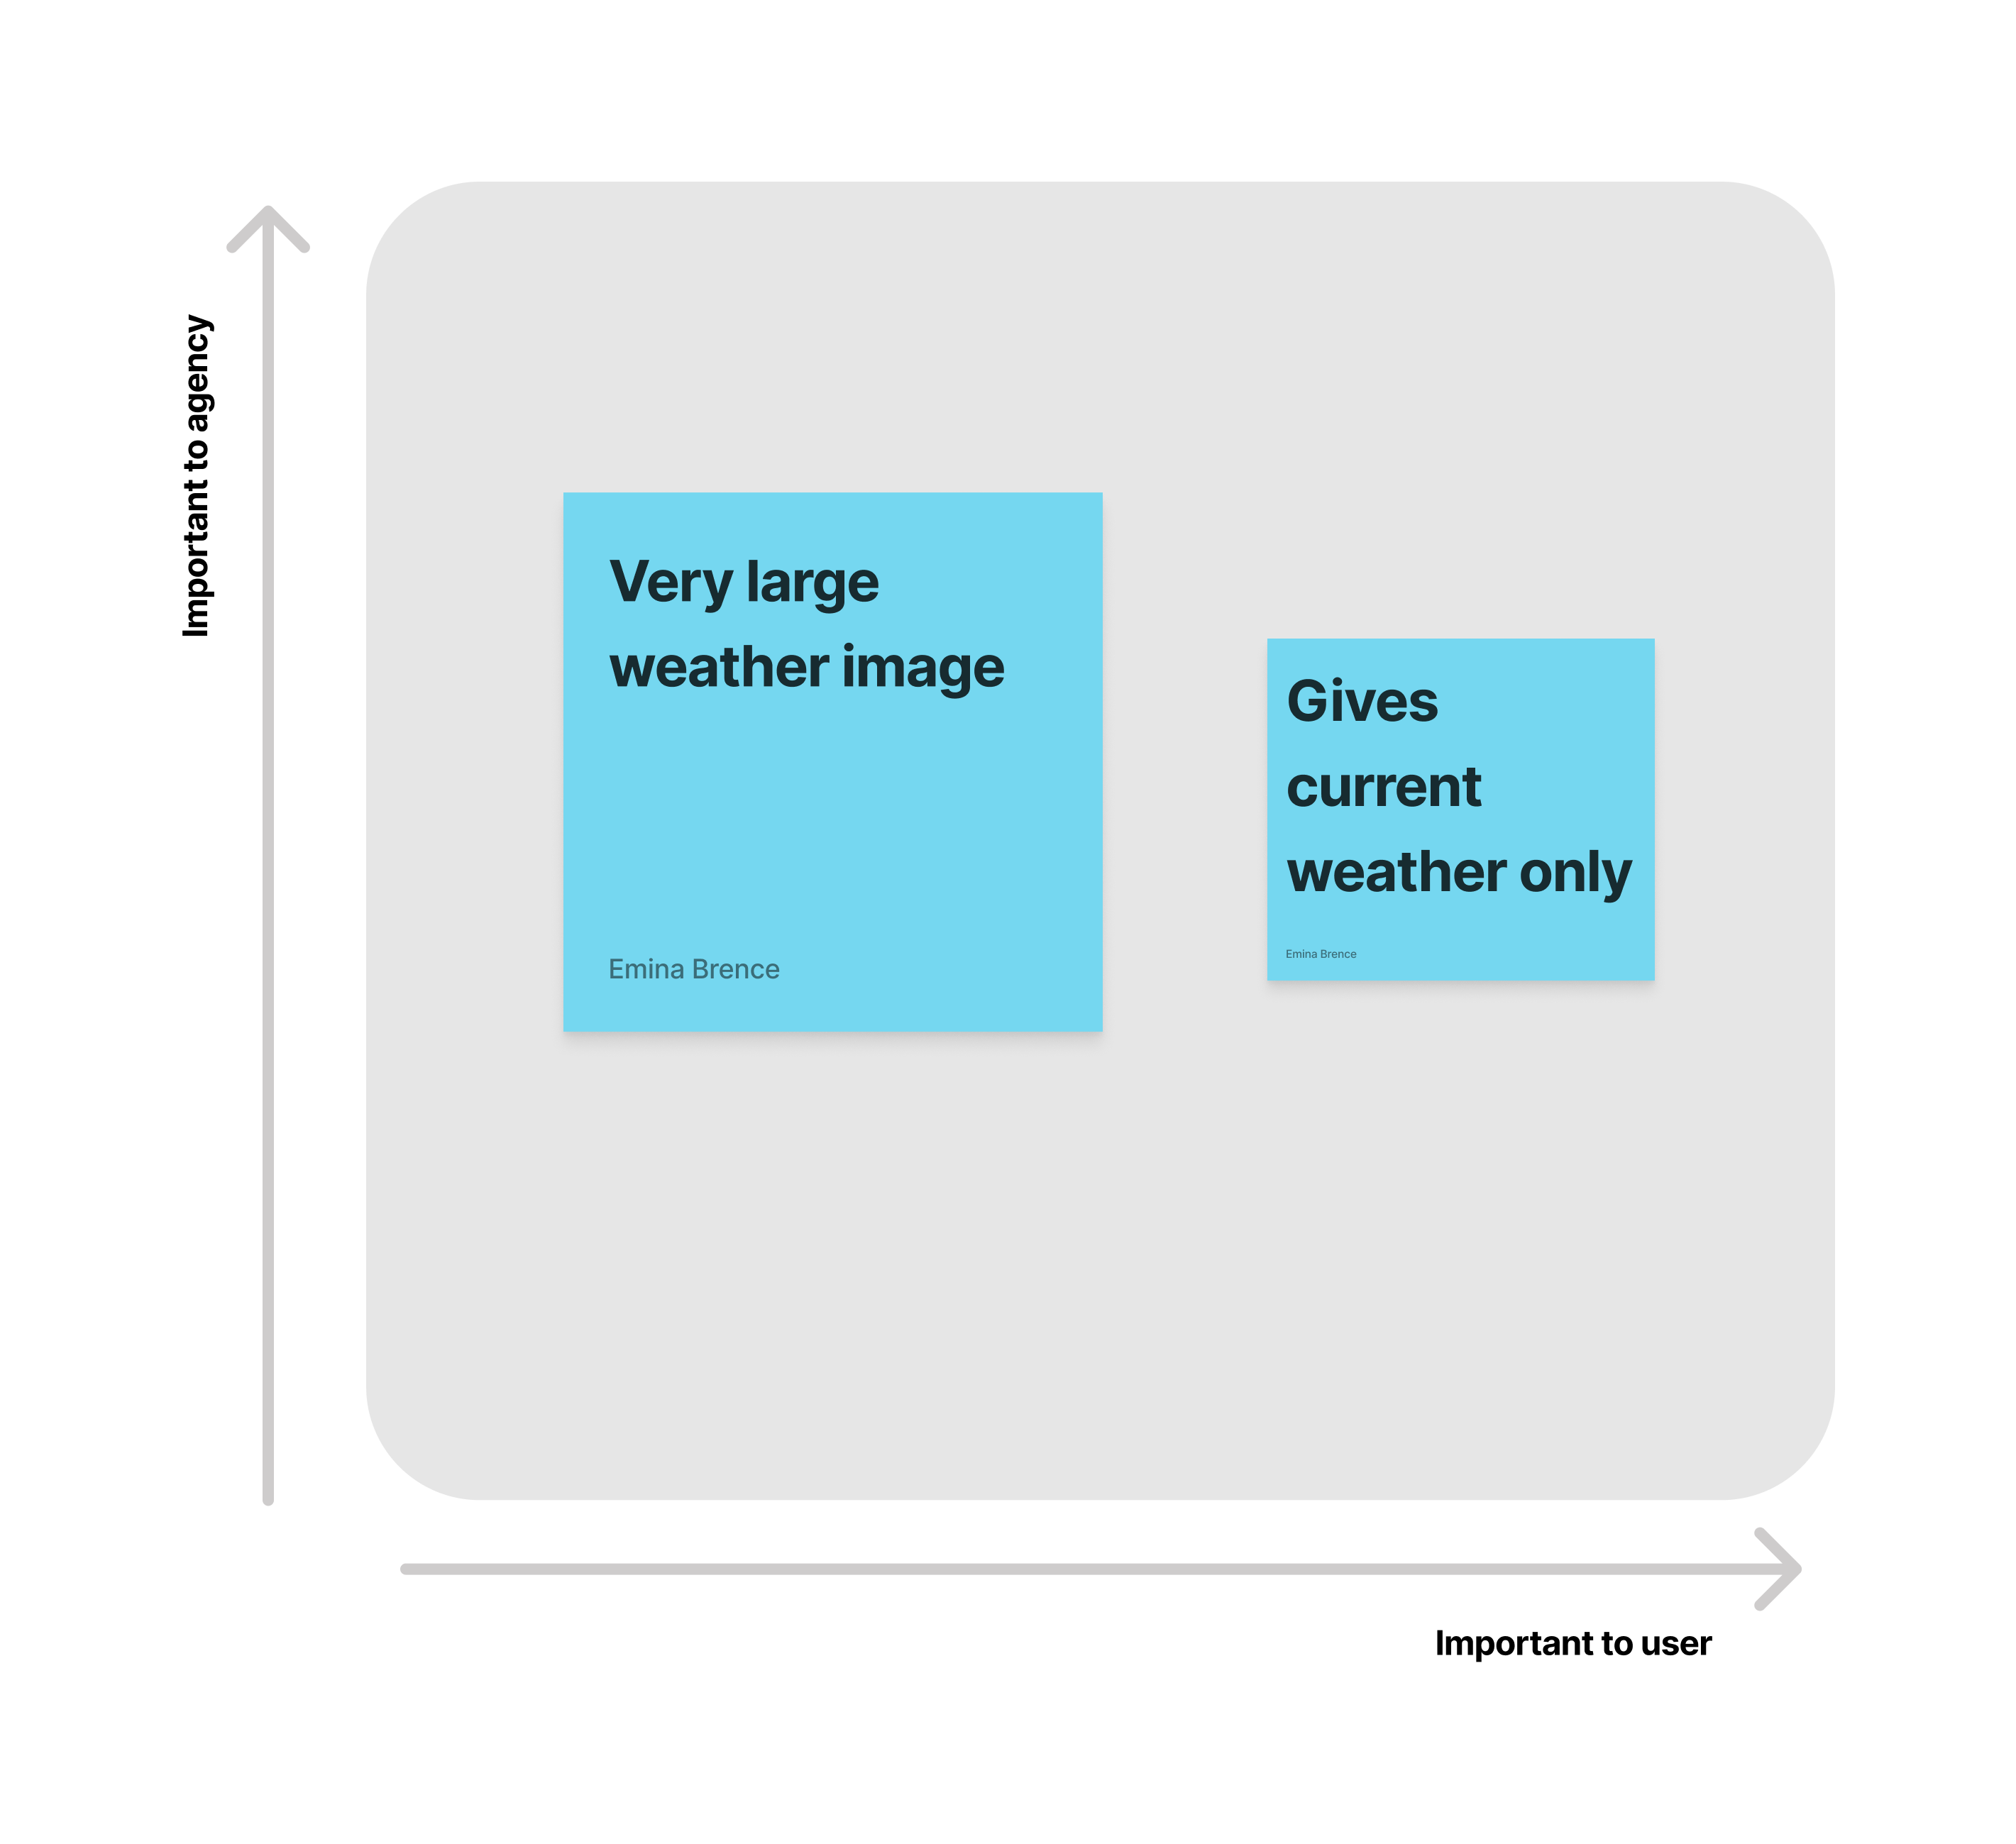 Important to agency
Very large
weather image
Emina Brence
Gives
current
weather only
Emina Brence
Important to user